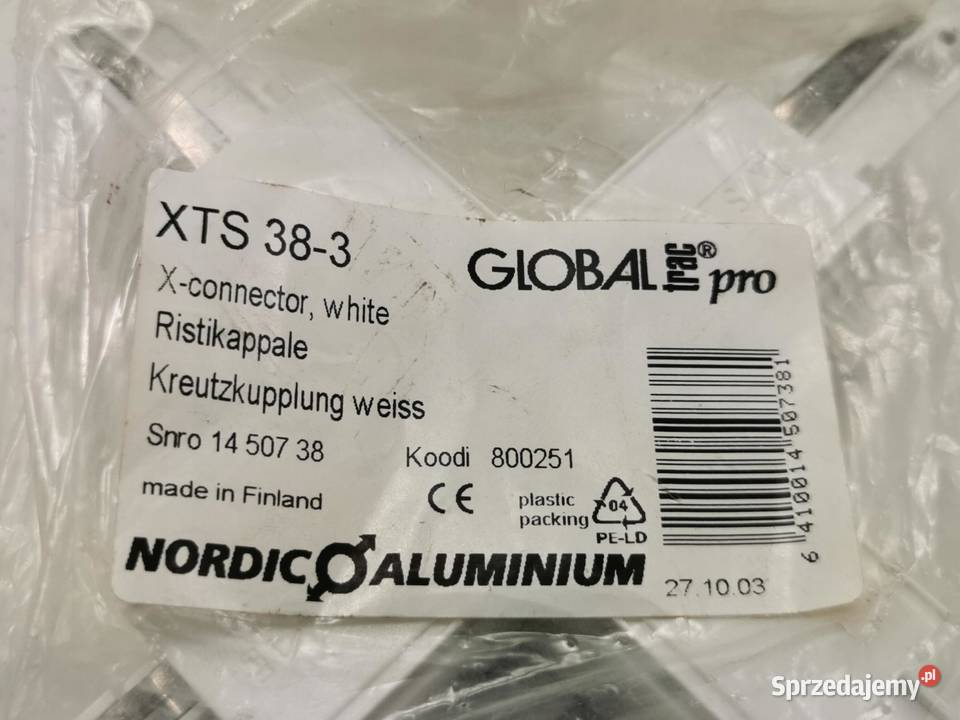 XTS 38-3
X-connector, white
Ristikappale
Kreutzkupplung weiss
Snro 14 507 38
Koodi 800251
made in Finland
NORDIC ALUMINIUM
GLOBAL trac® pro
6 410014 507381
CE
plastic
packing
04
PE-LD
27.10.03
Sprzedajemy.pl